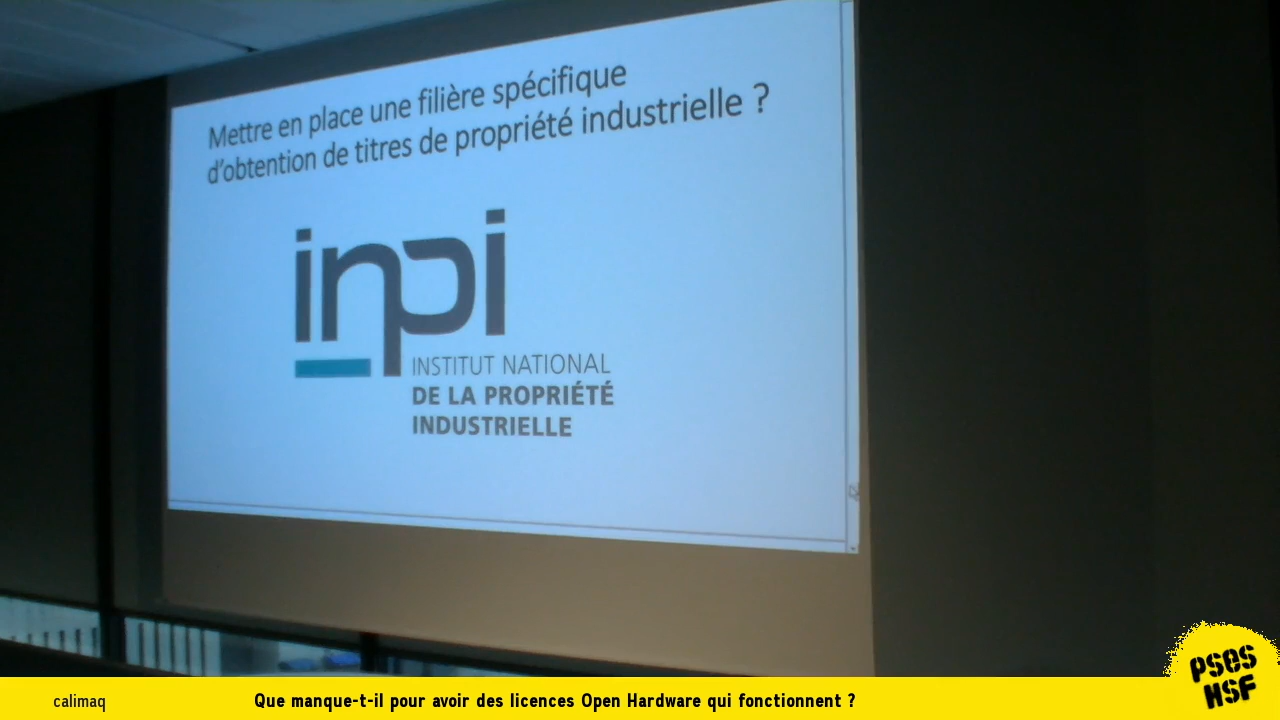 Mettre en place une filière spécifique
d'obtention de titres de propriété industrielle ?
inpi
INSTITUT NATIONAL
DE LA PROPRIÉTÉ
INDUSTRIELLE
calimaq
Que manque-t-il pour avoir des licences Open Hardware qui fonctionnent ?
PSES
HSF